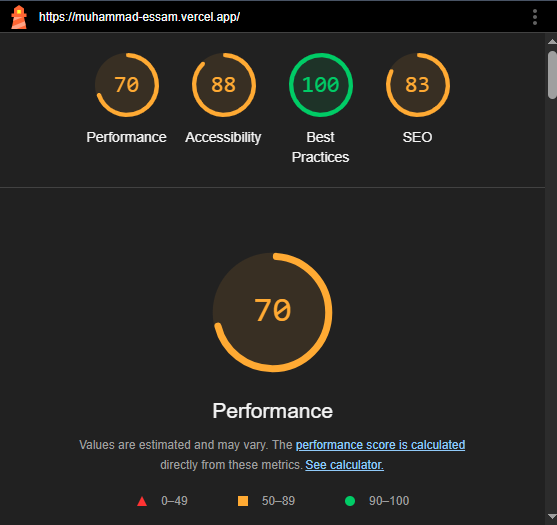 https://muhammad-essam.vercel.app/
70 88 100 83
Performance Accessibility Best Practices SEO
70
Performance
Values are estimated and may vary. The performance score is calculated
directly from these metrics. See calculator.
0–49 50–89 90–100